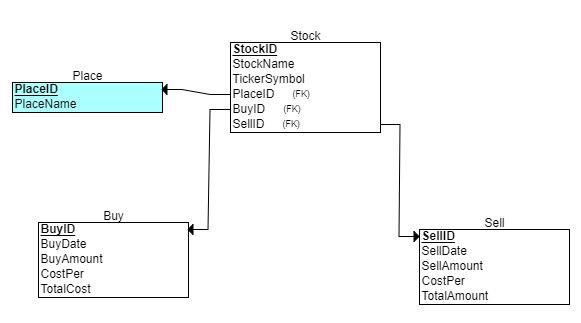 Stock
StockID
StockName
TickerSymbol
PlaceID (FK)
BuyID (FK)
SellID (FK)
Place
PlaceID
PlaceName
Buy
BuyID
BuyDate
BuyAmount
CostPer
TotalCost
Sell
SellID
SellDate
SellAmount
CostPer
TotalAmount